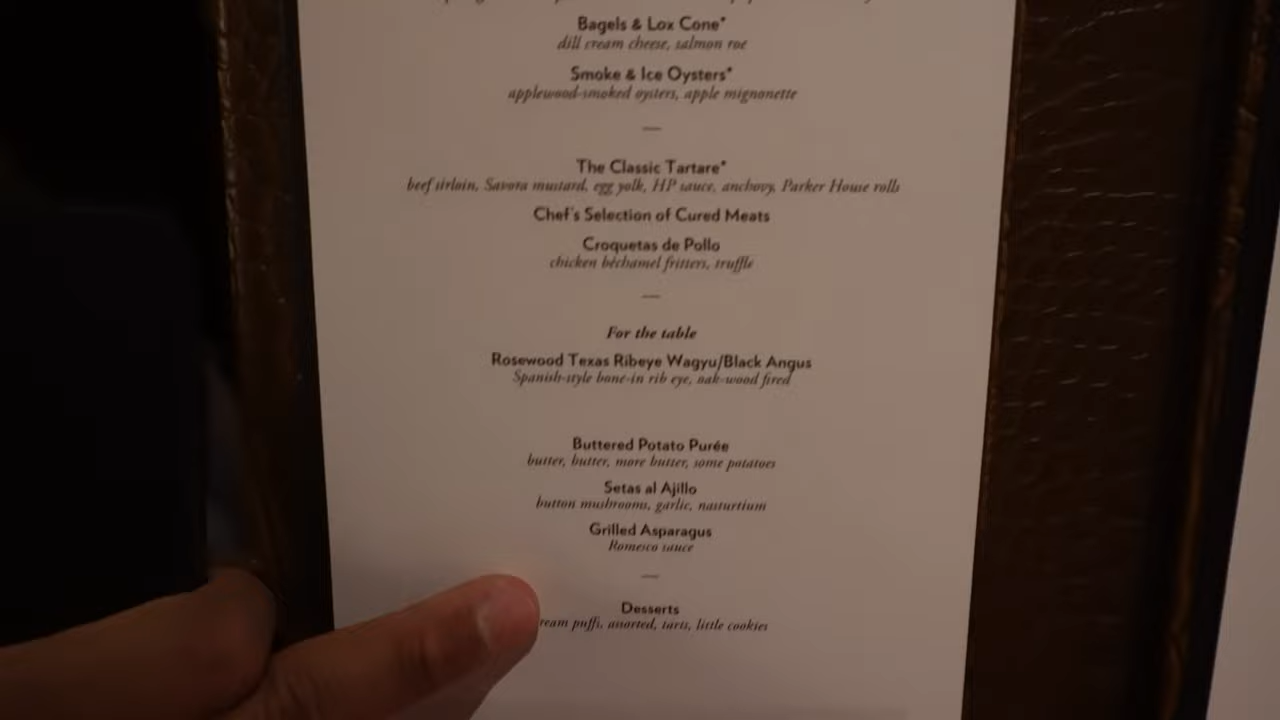 Bagels & Lox Cone*
dill cream cheese, salmon roe
Smoke & Ice Oysters*
applewood-smoked oysters, apple mignonette
—
The Classic Tartare*
beef sirloin, Savora mustard, egg yolk, HP sauce, anchovy, Parker House rolls
Chef's Selection of Cured Meats
Croquetas de Pollo
chicken béchamel fritters, truffle
—
For the table
Rosewood Texas Ribeye Wagyu/Black Angus
Spanish-style bone-in rib eye, oak-wood fired
Buttered Potato Purée
butter, butter, more butter, some potatoes
Setas al Ajillo
button mushrooms, garlic, nasturtium
Grilled Asparagus
Romesco sauce
—
Desserts
ream puffs, assorted, tarts, little cookies